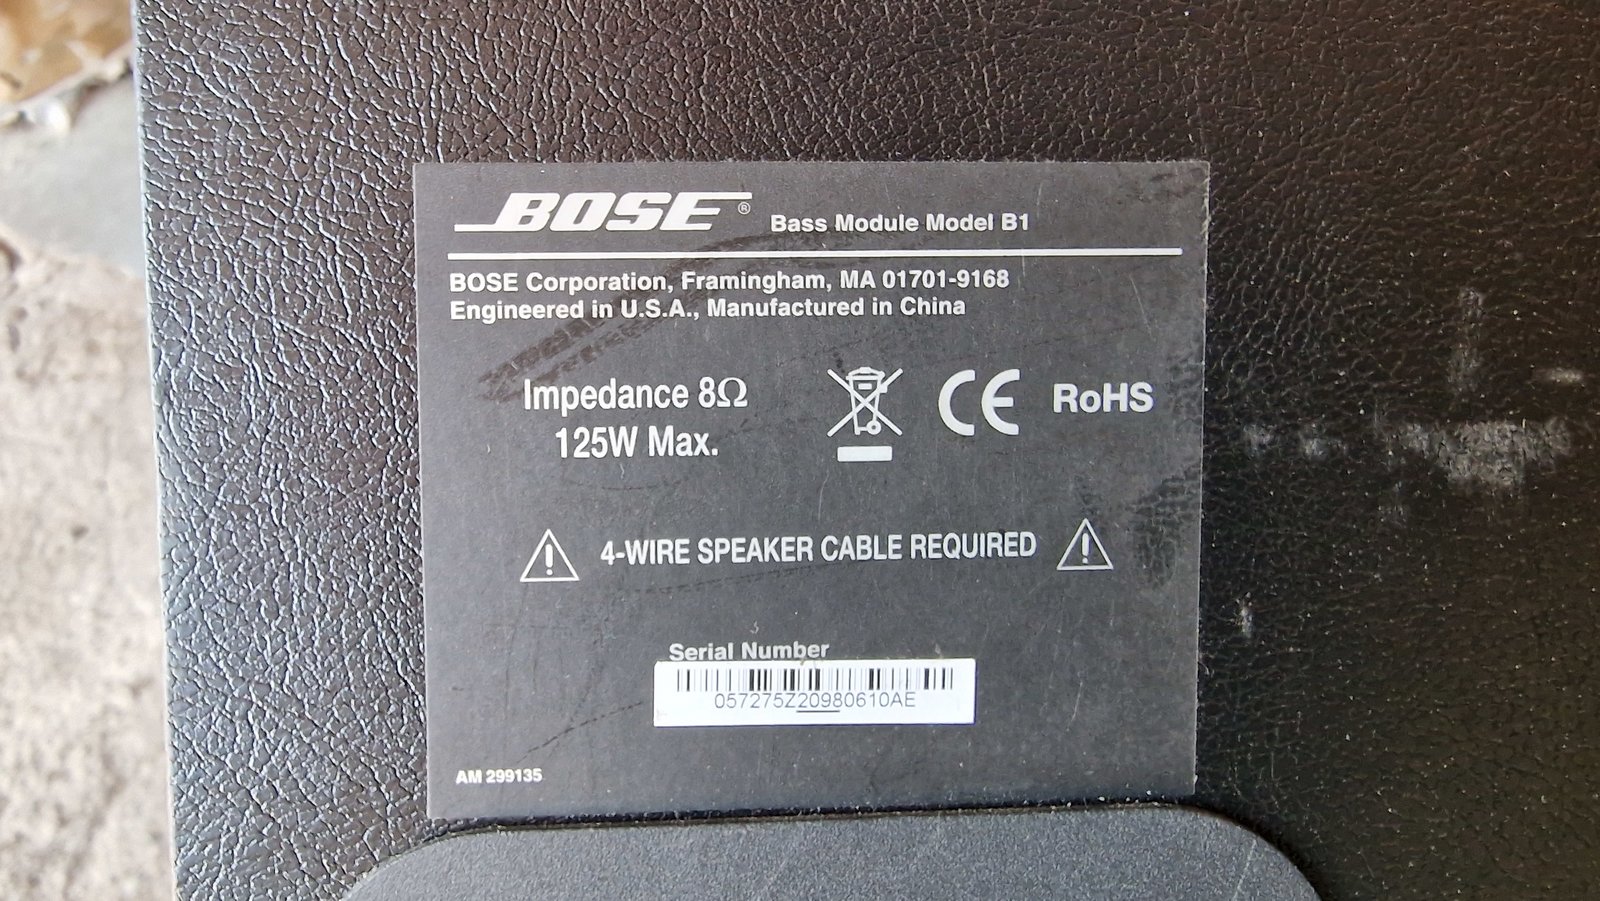 BOSE® Bass Module Model B1
BOSE Corporation, Framingham, MA 01701-9168
Engineered in U.S.A., Manufactured in China
Impedance 8Ω
125W Max.
CE RoHS
4-WIRE SPEAKER CABLE REQUIRED
Serial Number
057275Z20980610AE
AM 299135